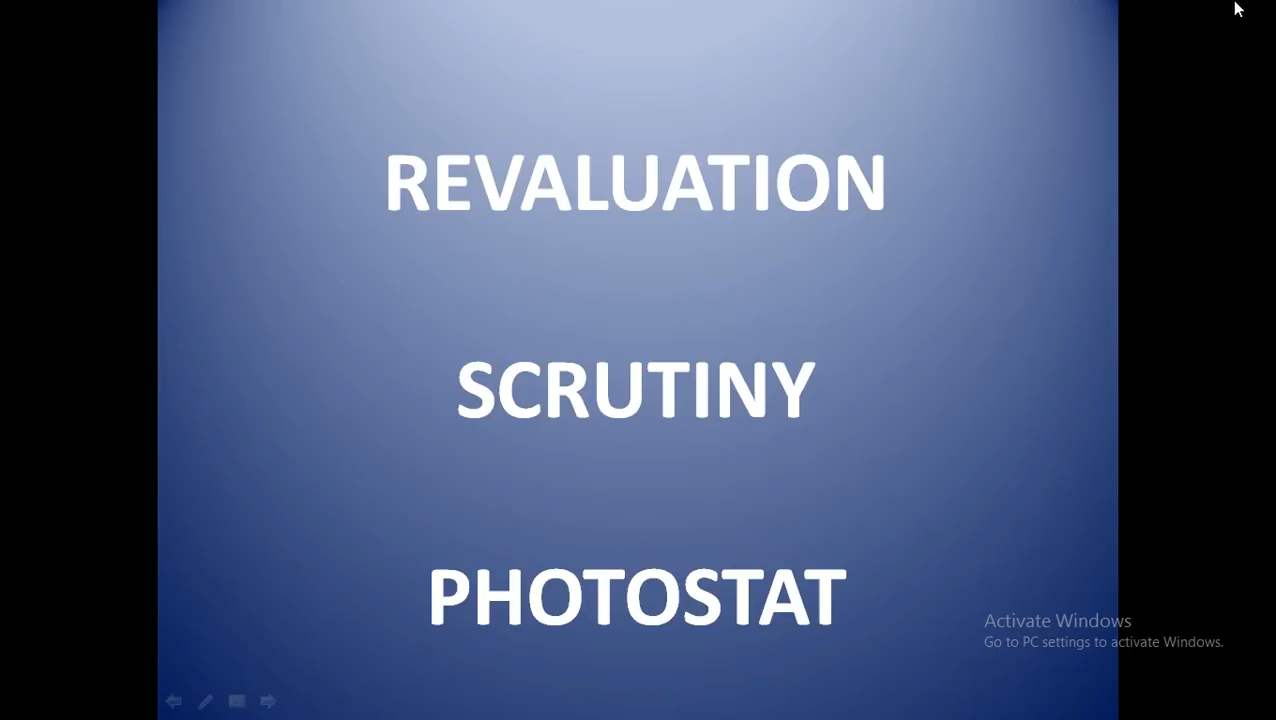 REVALUATION
SCRUTINY
PHOTOSTAT
Activate Windows
Go to PC settings to activate Windows.